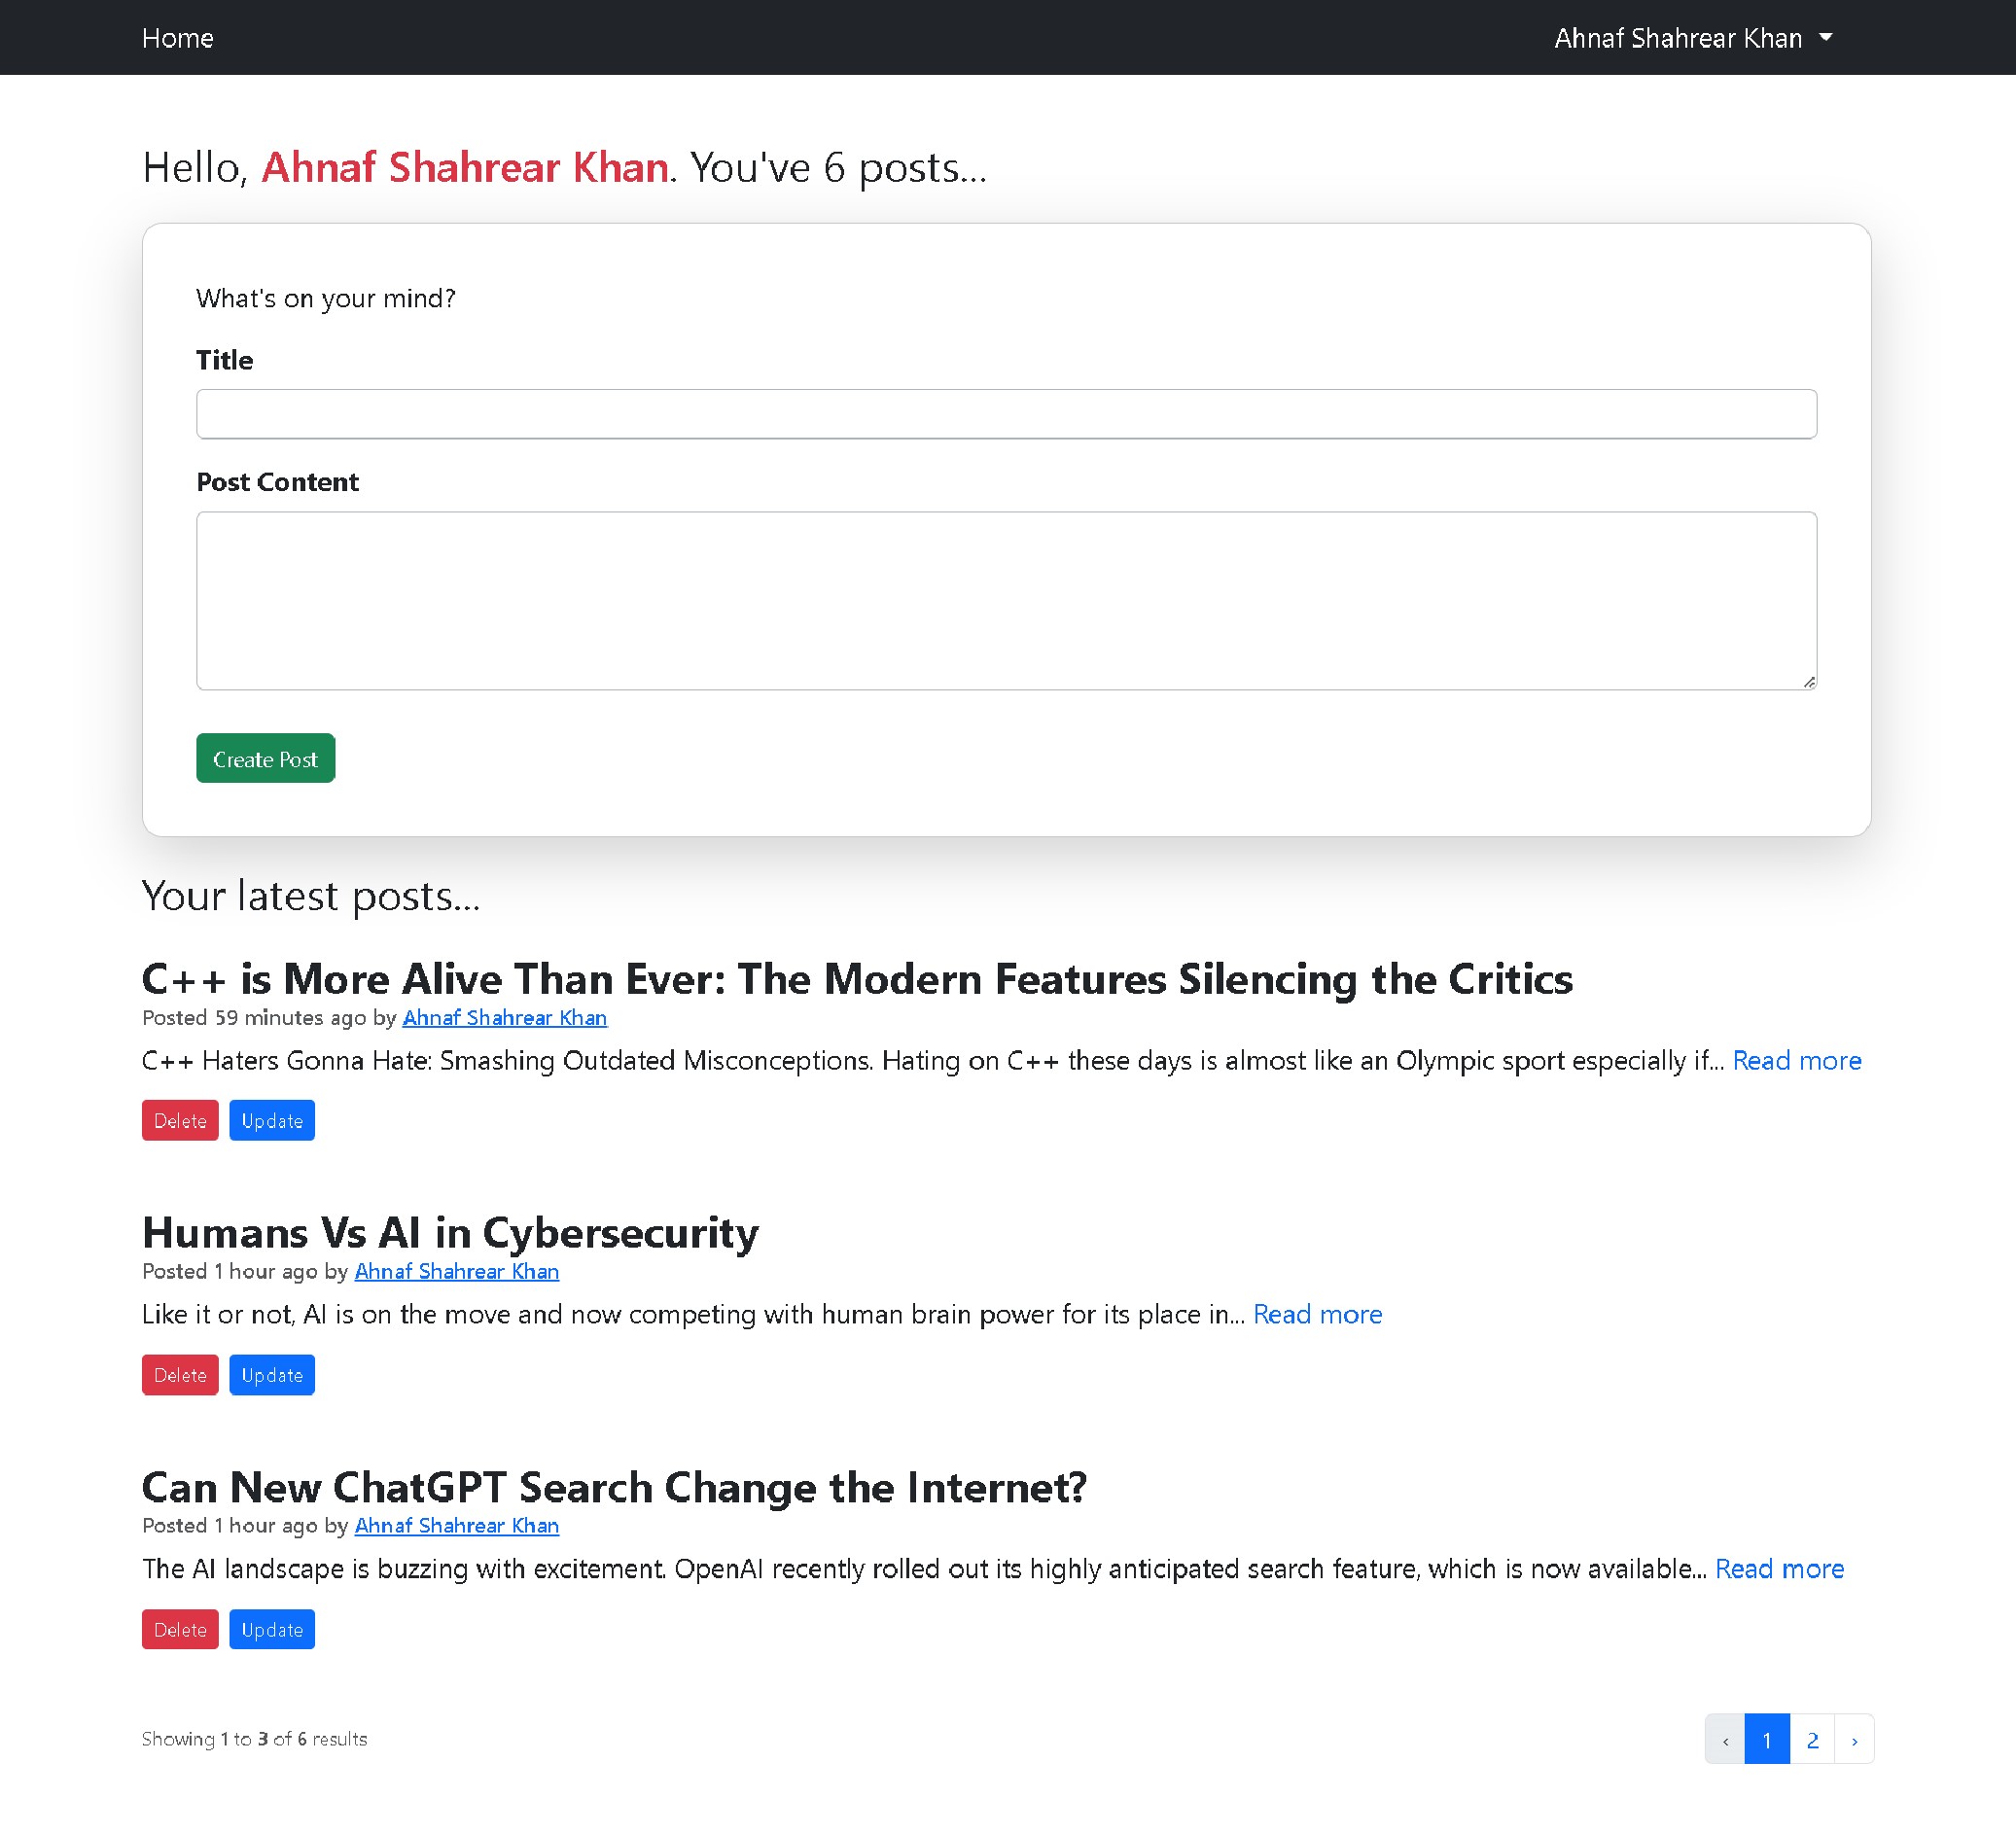 Home
Ahnaf Shahrear Khan
Hello, Ahnaf Shahrear Khan. You've 6 posts...
What's on your mind?
Title
Post Content
Create Post
Your latest posts...
C++ is More Alive Than Ever: The Modern Features Silencing the Critics
Posted 59 minutes ago by Ahnaf Shahrear Khan
C++ Haters Gonna Hate: Smashing Outdated Misconceptions. Hating on C++ these days is almost like an Olympic sport especially if... Read more
Delete Update
Humans Vs AI in Cybersecurity
Posted 1 hour ago by Ahnaf Shahrear Khan
Like it or not, AI is on the move and now competing with human brain power for its place in... Read more
Delete Update
Can New ChatGPT Search Change the Internet?
Posted 1 hour ago by Ahnaf Shahrear Khan
The AI landscape is buzzing with excitement. OpenAI recently rolled out its highly anticipated search feature, which is now available... Read more
Delete Update
Showing 1 to 3 of 6 results
‹ 1 2 ›